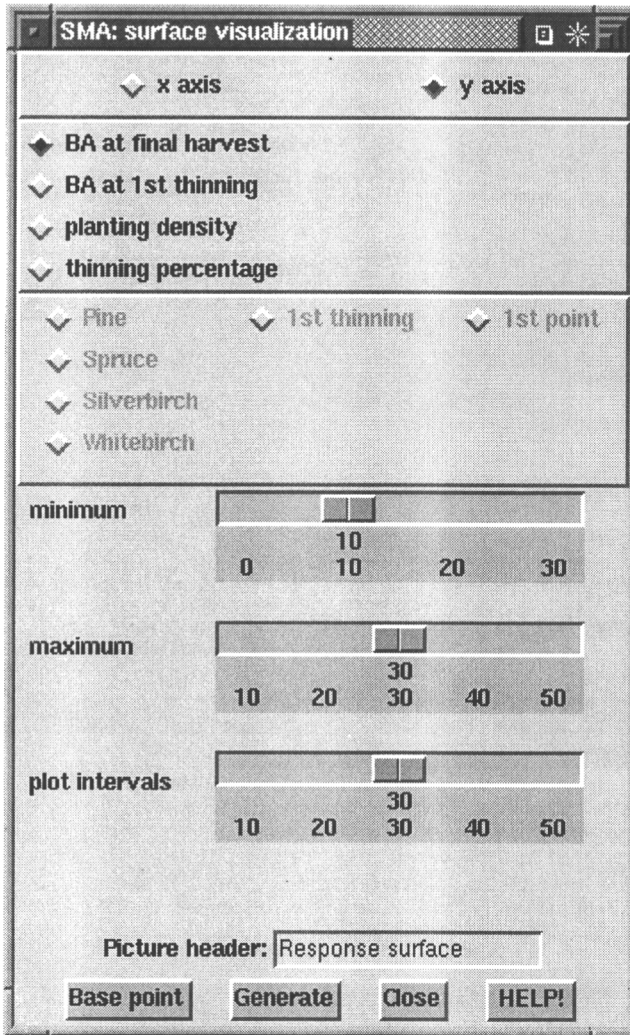 SMA: surface visualization
x axis y axis
BA at final harvest
BA at 1st thinning
planting density
thinning percentage
Pine 1st thinning 1st point
Spruce
Silverbirch
Whitebirch
minimum
10
0 10 20 30
maximum
30
10 20 30 40 50
plot intervals
30
10 20 30 40 50
Picture header: Response surface
Base point Generate Close HELP!